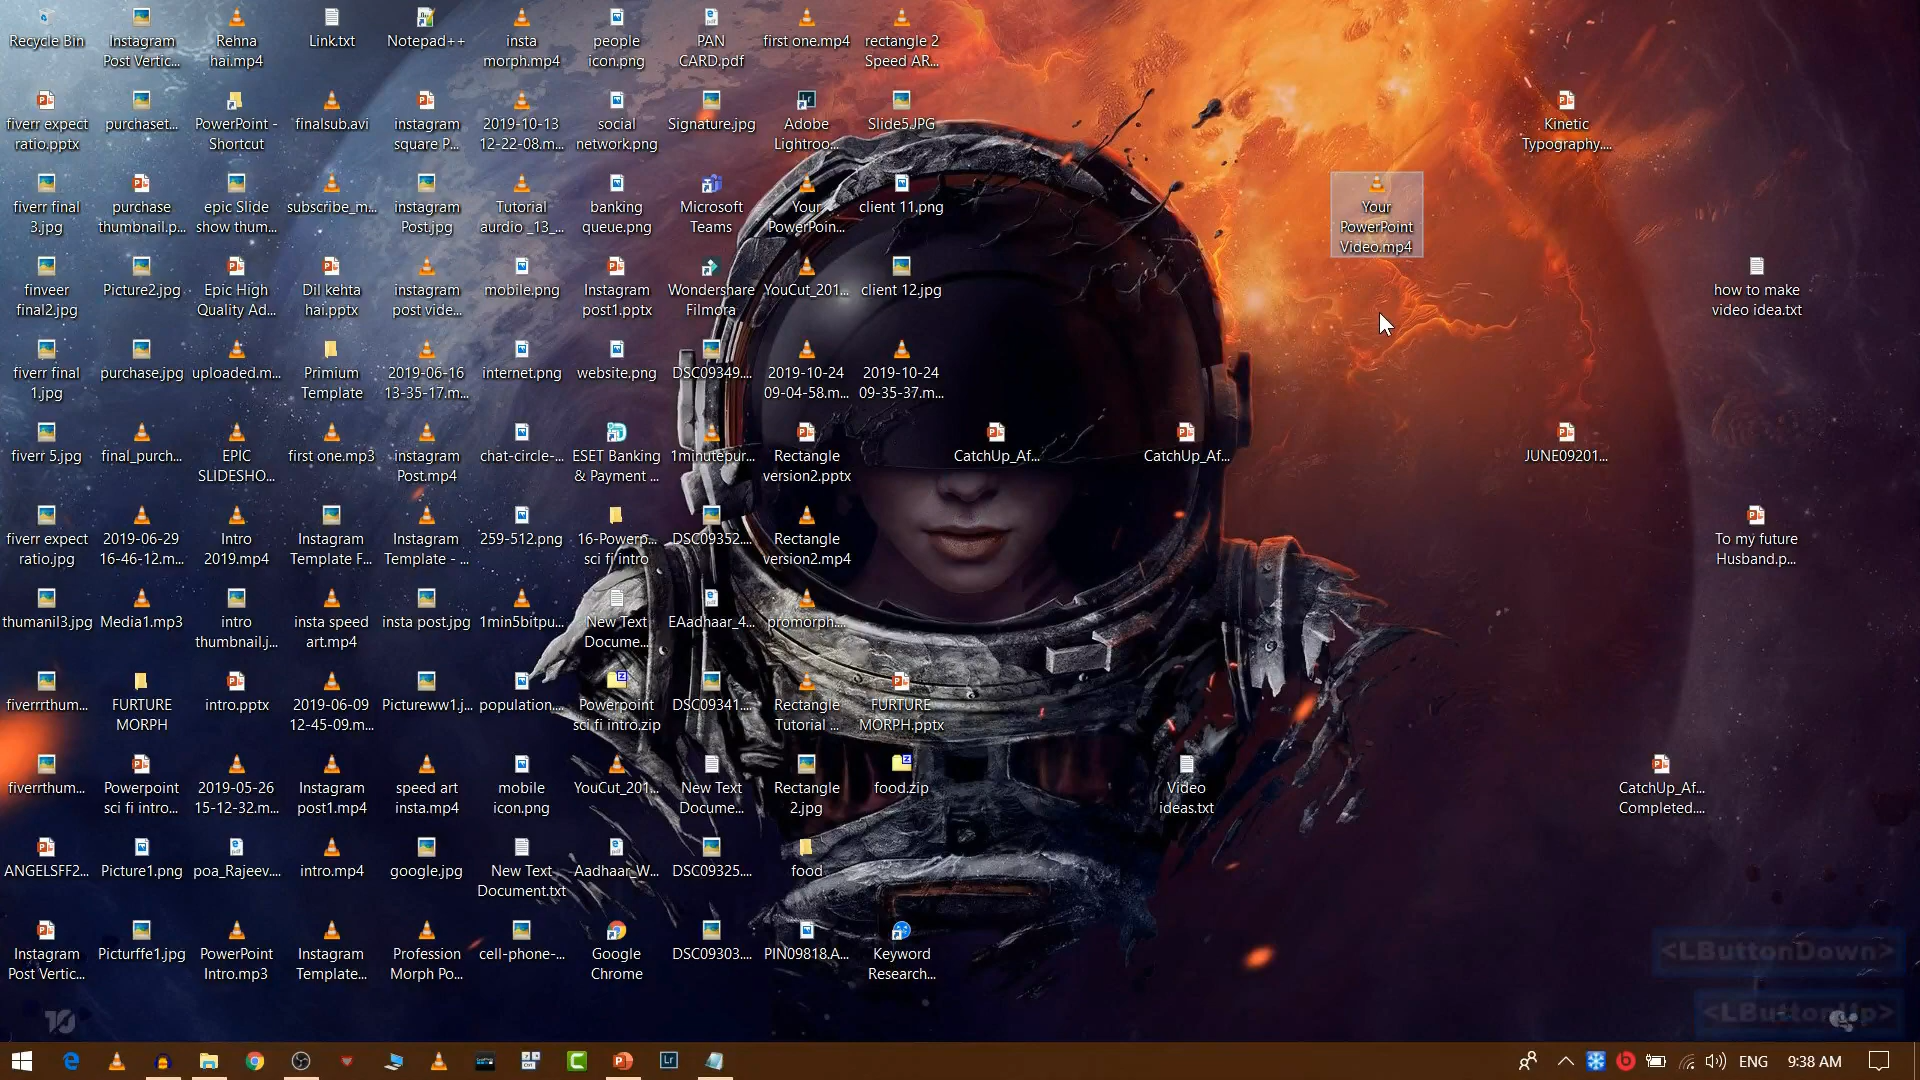 Recycle Bin
Instagram
Post Vertic...
Rehna
hai.mp4
Link.txt
Notepad++
insta
morph.mp4
people
icon.png
PAN
CARD.pdf
first one.mp4
rectangle 2
Speed AR...
fiverr expect
ratio.pptx
purchaset...
PowerPoint -
Shortcut
finalsub.avi
instagram
square P...
2019-10-13
12-22-08.m...
social
network.png
Signature.jpg
Adobe
Lightroo...
Slide5.JPG
Kinetic
Typography....
fiverr final
3.jpg
purchase
thumbnail.p...
epic Slide
show thum...
subscribe_m...
instagram
Post.jpg
Tutorial
aurdio _13_...
banking
queue.png
Microsoft
Teams
Your
PowerPoin...
client 11.png
Your
PowerPoint
Video.mp4
finveer
final2.jpg
Picture2.jpg
Epic High
Quality Ad...
Dil kehta
hai.pptx
instagram
post vide...
mobile.png
Instagram
post1.pptx
Wondershare
Filmora
YouCut_201...
client 12.jpg
how to make
video idea.txt
fiverr final
1.jpg
purchase.jpg
uploaded.m...
Primium
Template
2019-06-16
13-35-17.m...
internet.png
website.png
DSC09349....
2019-10-24
09-04-58.m...
2019-10-24
09-35-37.m...
fiverr 5.jpg
final_purch...
EPIC
SLIDESHO...
first one.mp3
instagram
Post.mp4
chat-circle-...
ESET Banking
& Payment ...
1minutepur...
Rectangle
version2.pptx
CatchUp_Af...
CatchUp_Af...
JUNE09201...
fiverr expect
ratio.jpg
2019-06-29
16-46-12.m...
Intro
2019.mp4
Instagram
Template F...
Instagram
Template - ...
259-512.png
16-Powerp...
sci fi intro
DSC09352....
Rectangle
version2.mp4
To my future
Husband.p...
thumanil3.jpg
Media1.mp3
intro
thumbnail.j...
insta speed
art.mp4
insta post.jpg
1min5bitpu...
New Text
Docume...
EAadhaar_4...
promorph....
fiverrrthum...
FURTURE
MORPH
intro.pptx
2019-06-09
12-45-09.m...
Pictureww1.j...
population....
Powerpoint
sci fi intro.zip
DSC09341....
Rectangle
Tutorial ...
FURTURE
MORPH.pptx
fiverrthum...
Powerpoint
sci fi intro...
2019-05-26
15-12-32.m...
Instagram
post1.mp4
speed art
insta.mp4
mobile
icon.png
YouCut_201...
New Text
Docume...
Rectangle
2.jpg
food.zip
Video
ideas.txt
CatchUp_Af...
Completed....
ANGELSFF2...
Picture1.png
poa_Rajeev....
intro.mp4
google.jpg
New Text
Document.txt
Aadhaar_W...
DSC09325....
food
Instagram
Post Vertic...
Picturffe1.jpg
PowerPoint
Intro.mp3
Instagram
Template...
Profession
Morph Po...
cell-phone-...
Google
Chrome
DSC09303....
PIN09818.A...
Keyword
Research...
<LButtonDown>
<LButtonUp>
ENG
9:38 AM